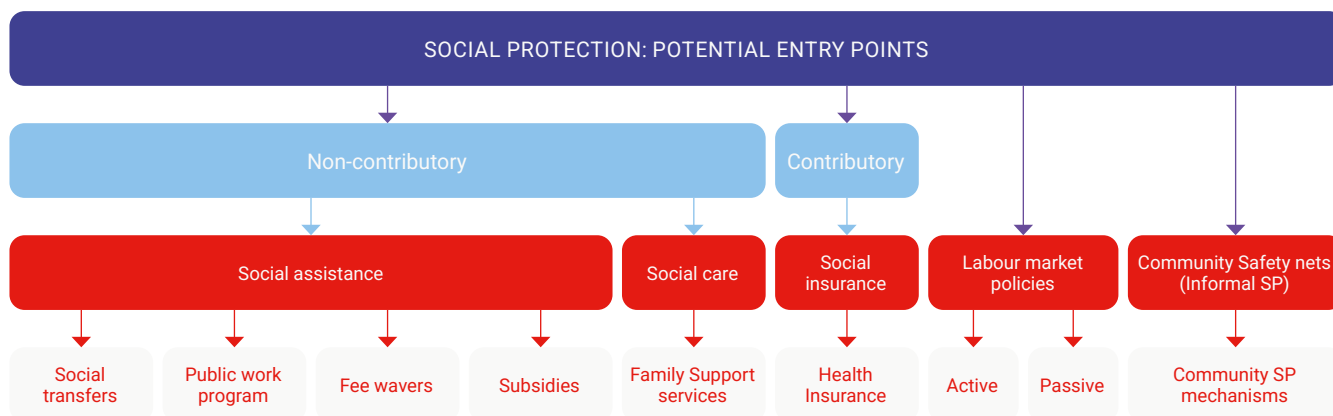 SOCIAL PROTECTION: POTENTIAL ENTRY POINTS
Non-contributory
Contributory
Social assistance
Social care
Social
insurance
Labour market
policies
Community Safety nets
(Informal SP)
Social
transfers
Public work
program
Fee wavers
Subsidies
Family Support
services
Health
Insurance
Active
Passive
Community SP
mechanisms